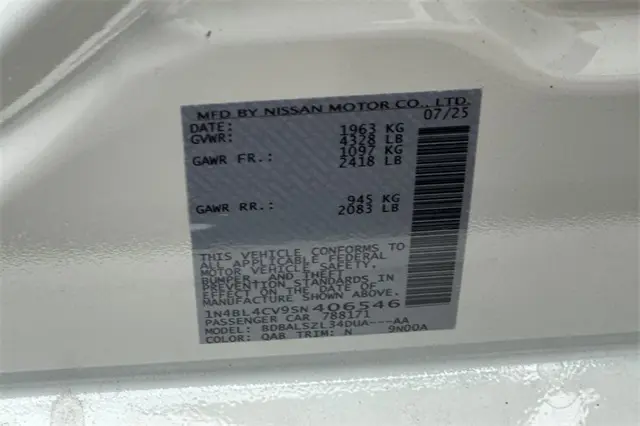 MFD BY NISSAN MOTOR CO., LTD.
DATE: 07/25
GVWR: 1963 KG
4328 LB
GAWR FR.: 1097 KG
2418 LB
GAWR RR.: 945 KG
2083 LB
THIS VEHICLE CONFORMS TO
ALL APPLICABLE FEDERAL
MOTOR VEHICLE SAFETY,
BUMPER, AND THEFT
PREVENTION STANDARDS IN
EFFECT ON THE DATE OF
MANUFACTURE SHOWN ABOVE.
1N4BL4CV9SN406546
PASSENGER CAR 788171
MODEL: BDBALSZL34DUA---AA
COLOR: QAB TRIM: N 9N00A